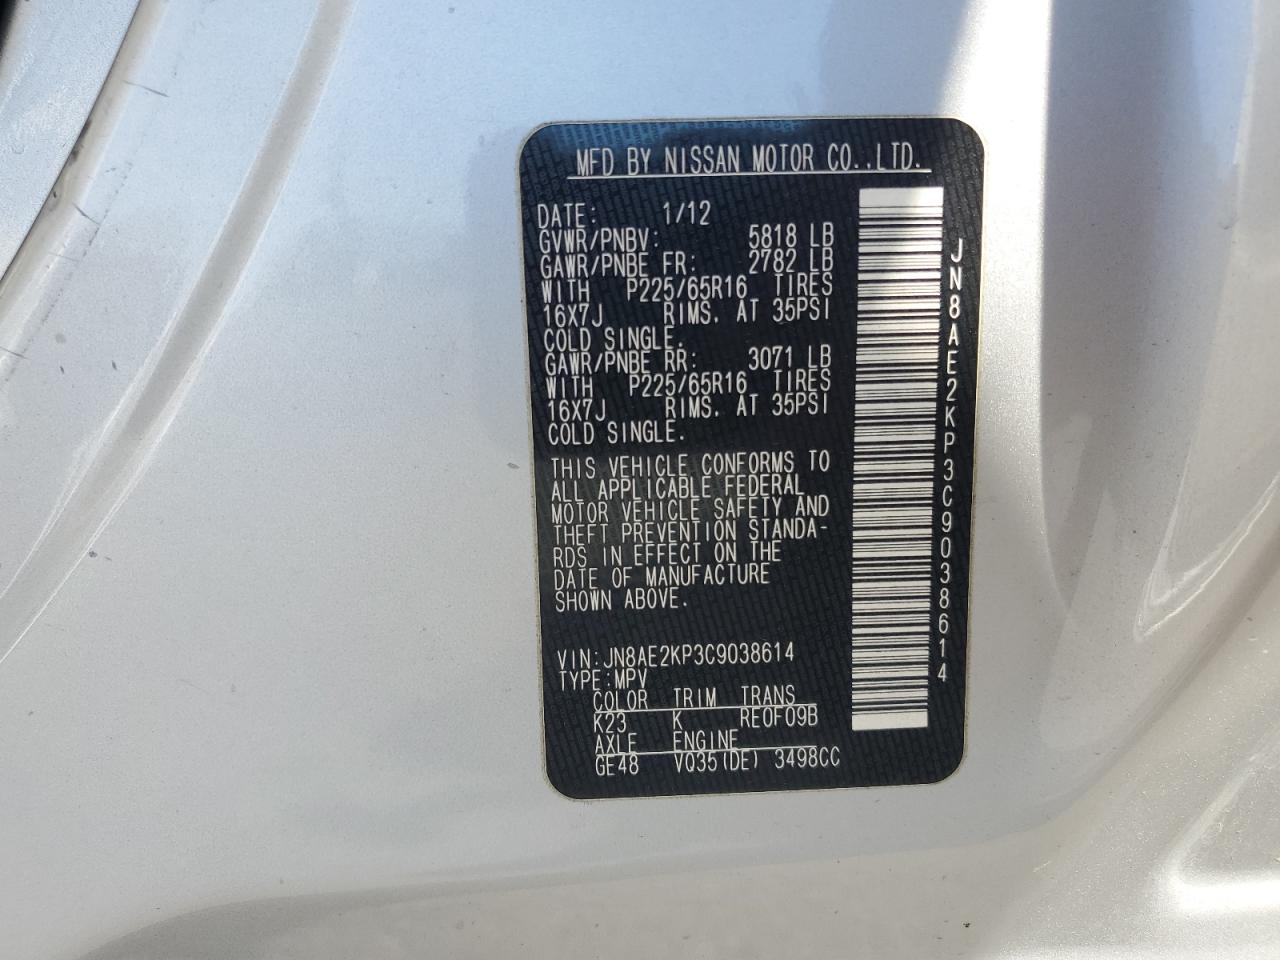 MFD BY NISSAN MOTOR CO.,LTD.
DATE: 1/12
GVWR/PNBV: 5818 LB
GAWR/PNBE FR: 2782 LB
WITH P225/65R16 TIRES
16X7J RIMS. AT 35PSI
COLD SINGLE.
GAWR/PNBE RR: 3071 LB
WITH P225/65R16 TIRES
16X7J RIMS. AT 35PSI
COLD SINGLE.
THIS VEHICLE CONFORMS TO
ALL APPLICABLE FEDERAL
MOTOR VEHICLE SAFETY AND
THEFT PREVENTION STANDA-
RDS IN EFFECT ON THE
DATE OF MANUFACTURE
SHOWN ABOVE.
VIN:JN8AE2KP3C9038614
TYPE:MPV
COLOR TRIM TRANS
K23 K RE0F09B
AXLE ENGINE
GE48 VQ35(DE) 3498CC
JN8AE2KP3C9038614